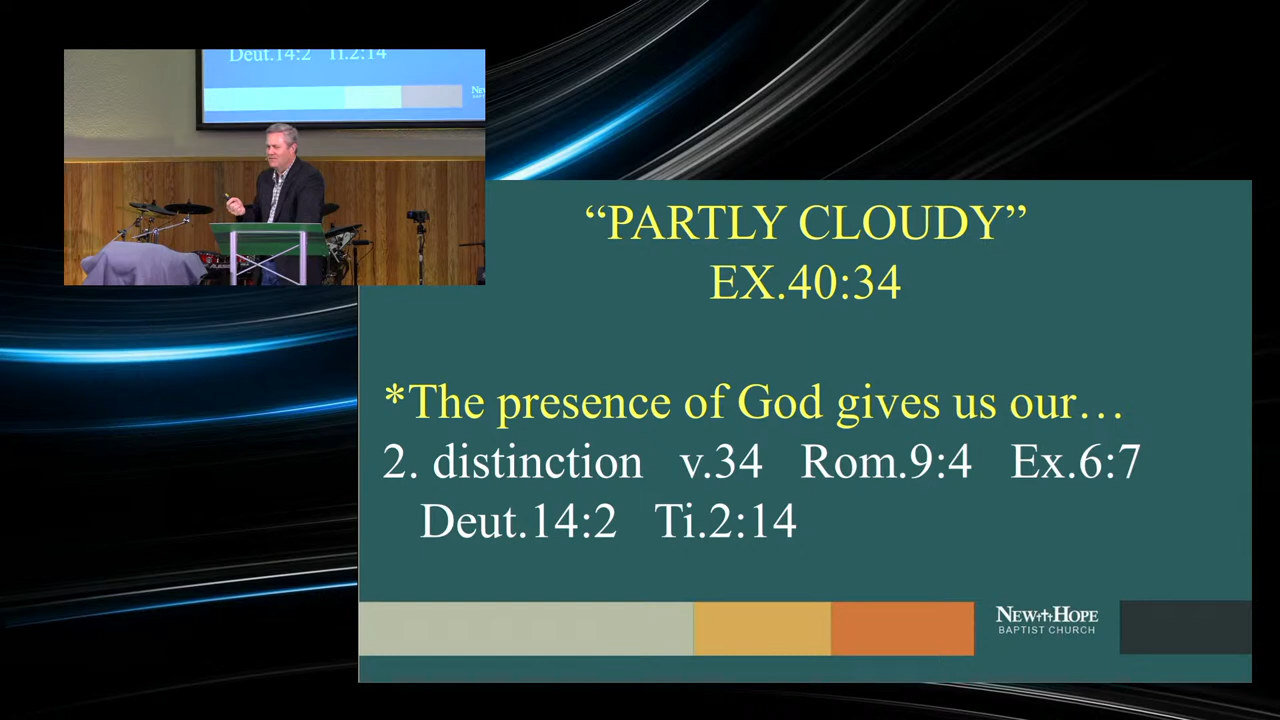 Deut.14:2 Ti.2:14
“PARTLY CLOUDY”
EX.40:34
*The presence of God gives us our…
2. distinction v.34 Rom.9:4 Ex.6:7
Deut.14:2 Ti.2:14
NEW HOPE
BAPTIST CHURCH